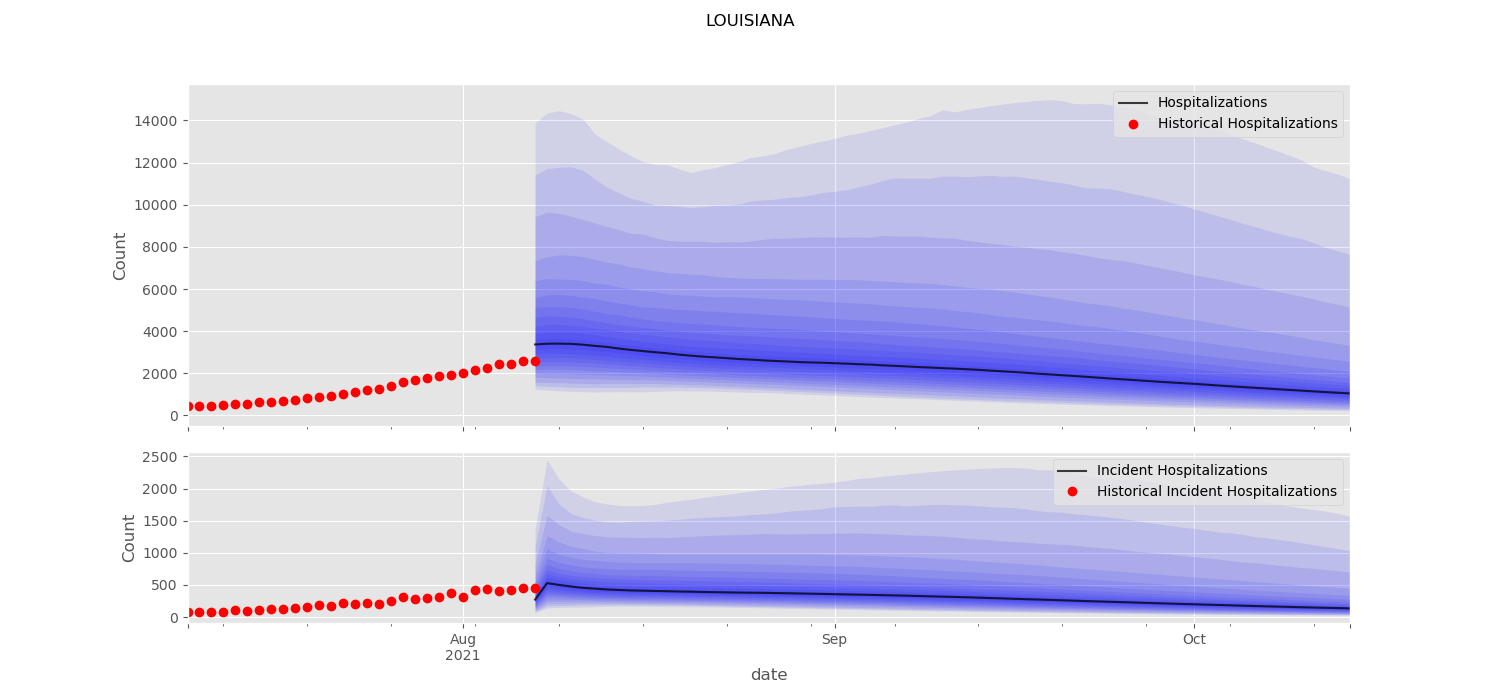 LOUISIANA
Hospitalizations
Historical Hospitalizations
14000
12000
10000
8000
6000
4000
2000
0
Count
Incident Hospitalizations
Historical Incident Hospitalizations
2500
2000
1500
1000
500
0
Count
Aug
2021
Sep
Oct
date